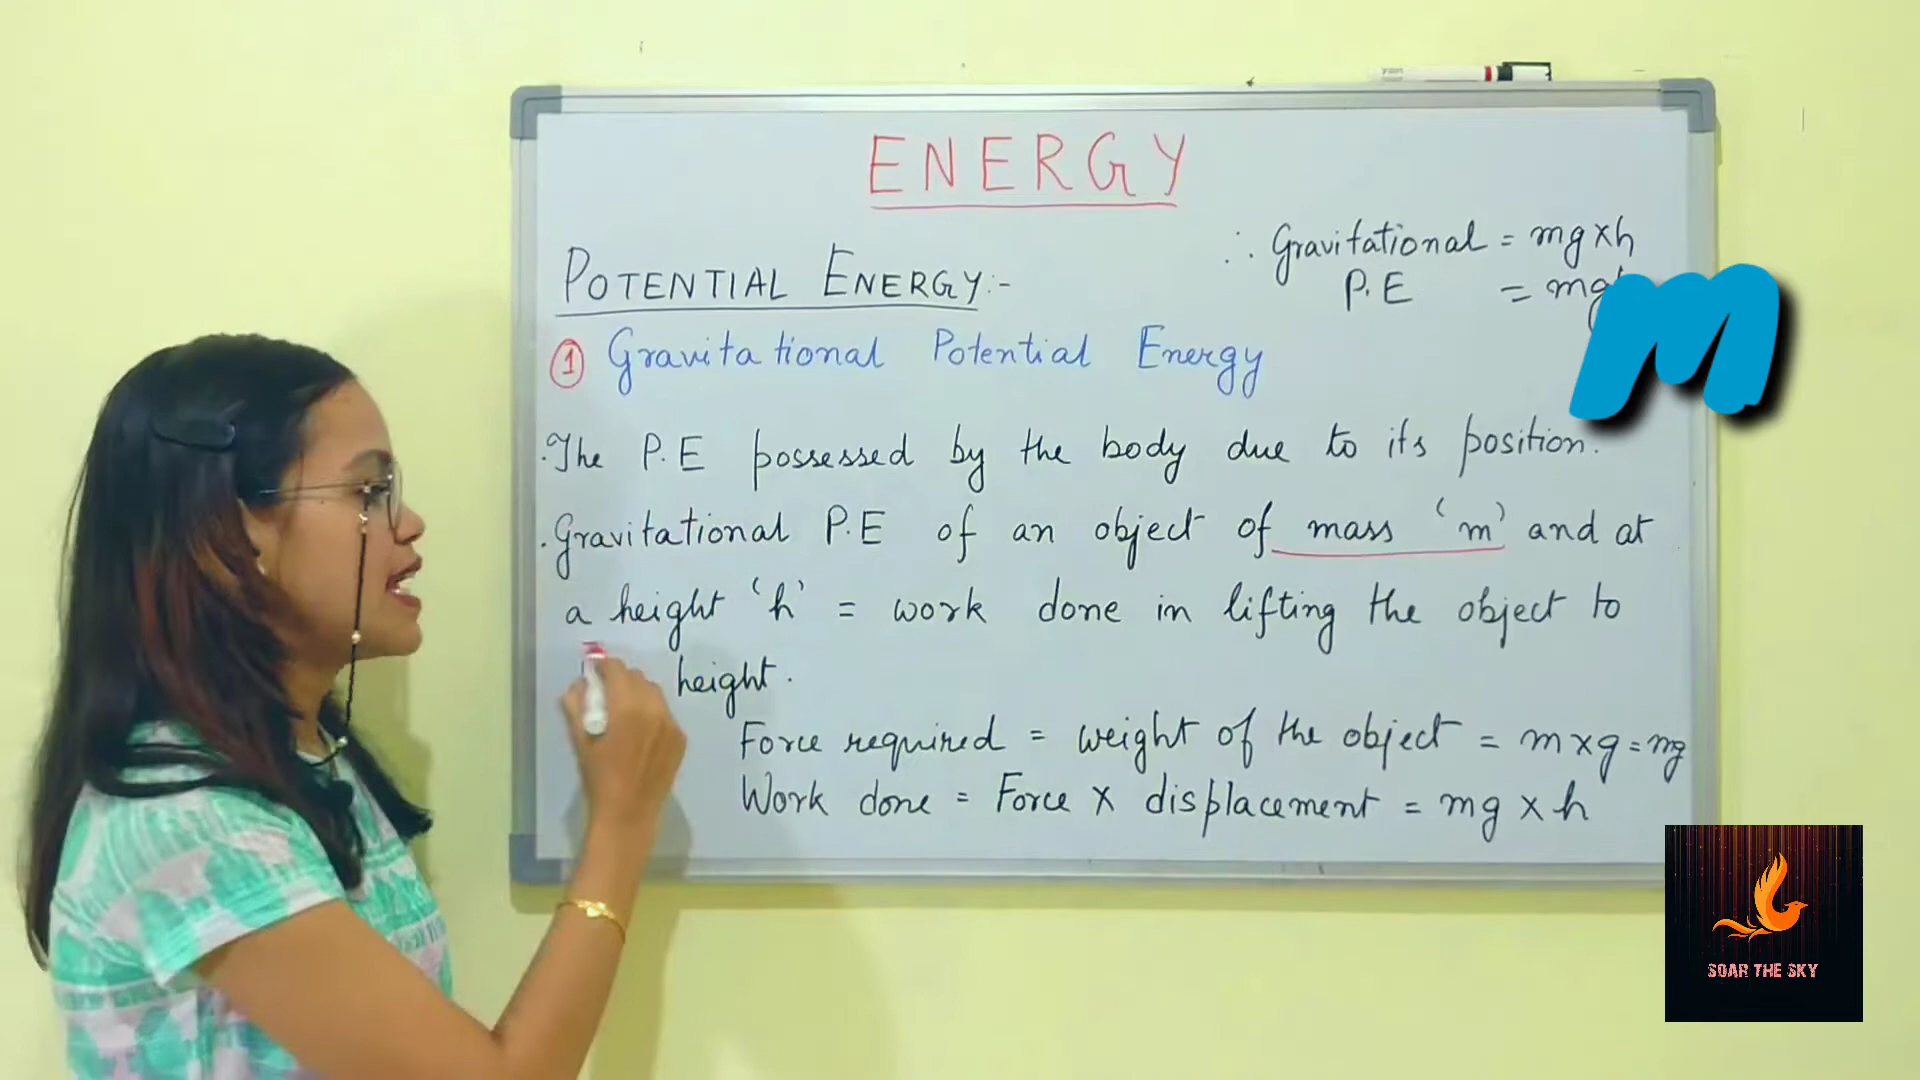 ENERGY
∴ Gravitational = mg×h
P.E = mg
POTENTIAL ENERGY:-
① Gravitational Potential Energy
· The P.E possessed by the body due to its position.
· Gravitational P.E of an object of mass 'm' and at
a height 'h' = work done in lifting the object to
height.
Force required = weight of the object = m×g = mg
Work done = Force × displacement = mg × h
M
SOAR THE SKY